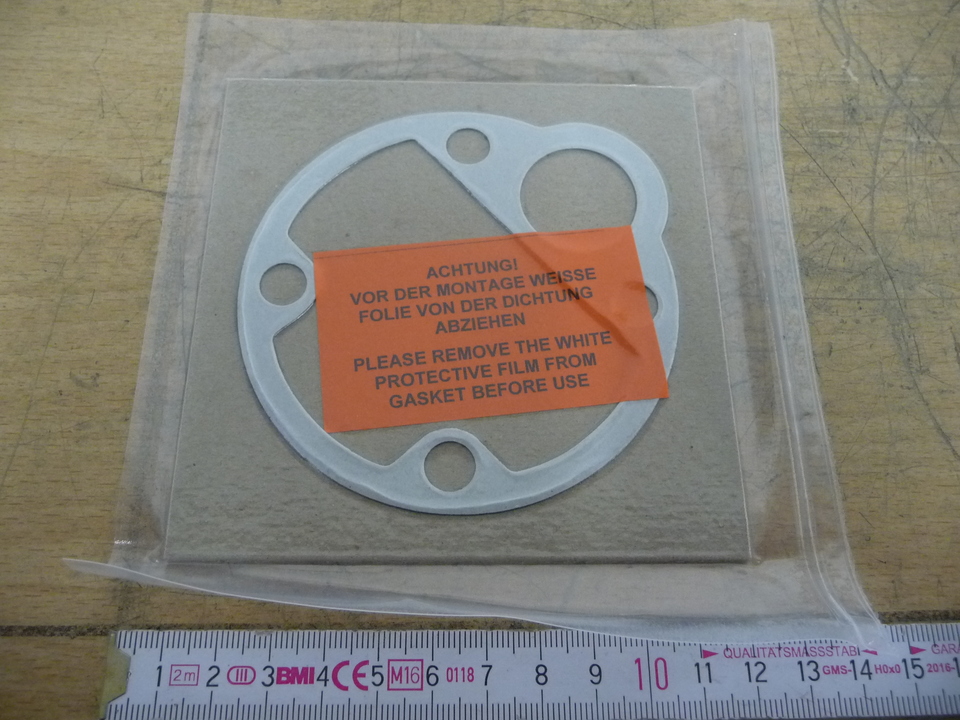 ACHTUNG!
VOR DER MONTAGE WEISSE
FOLIE VON DER DICHTUNG
ABZIEHEN
PLEASE REMOVE THE WHITE
PROTECTIVE FILM FROM
GASKET BEFORE USE
QUALITÄTSMASSSTAB
1 2m 2 III 3 BMI 4 CE 5 M16 6 0118 7 8 9 10 11 12 13 GMS-14 H0x0 15 2016-